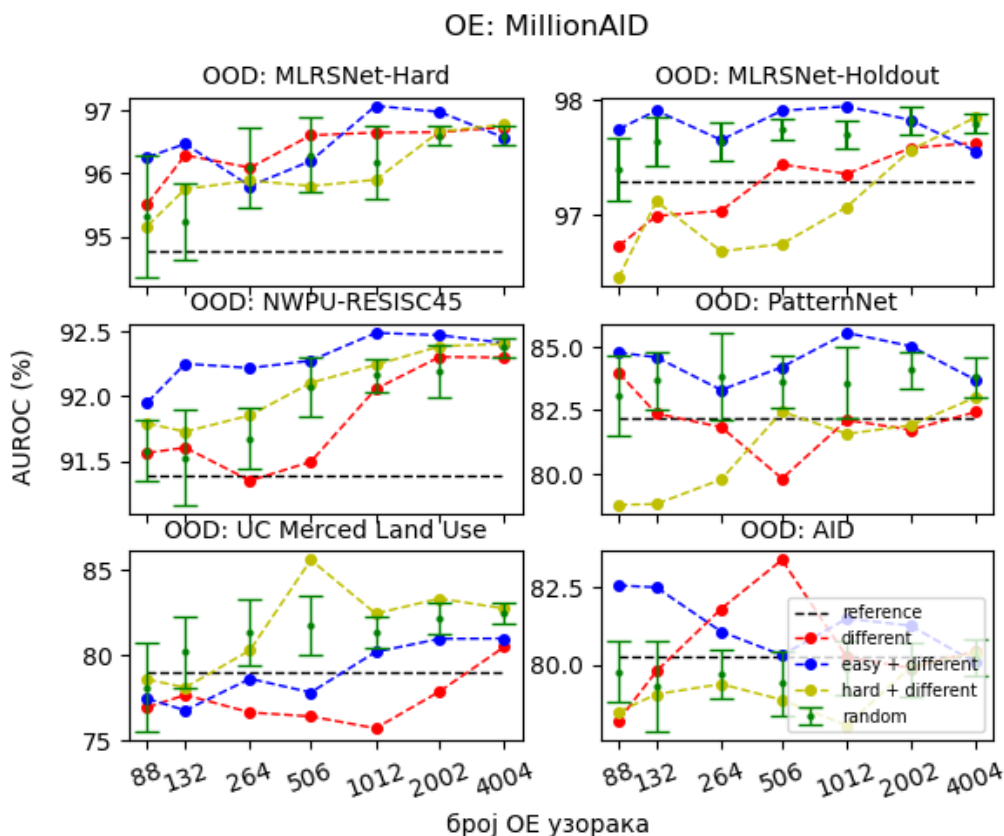 OE: MillionAID
OOD: MLRSNet-Hard
OOD: MLRSNet-Holdout
97
96
95
98
97
OOD: NWPU-RESISC45
OOD: PatternNet
AUROC (%)
92.5
92.0
91.5
85.0
82.5
80.0
OOD: UC Merced Land Use
OOD: AID
85
80
75
82.5
80.0
reference
different
easy + different
hard + different
random
88 132 264 506 1012 2002 4004
88 132 264 506 1012 2002 4004
број OE узорака